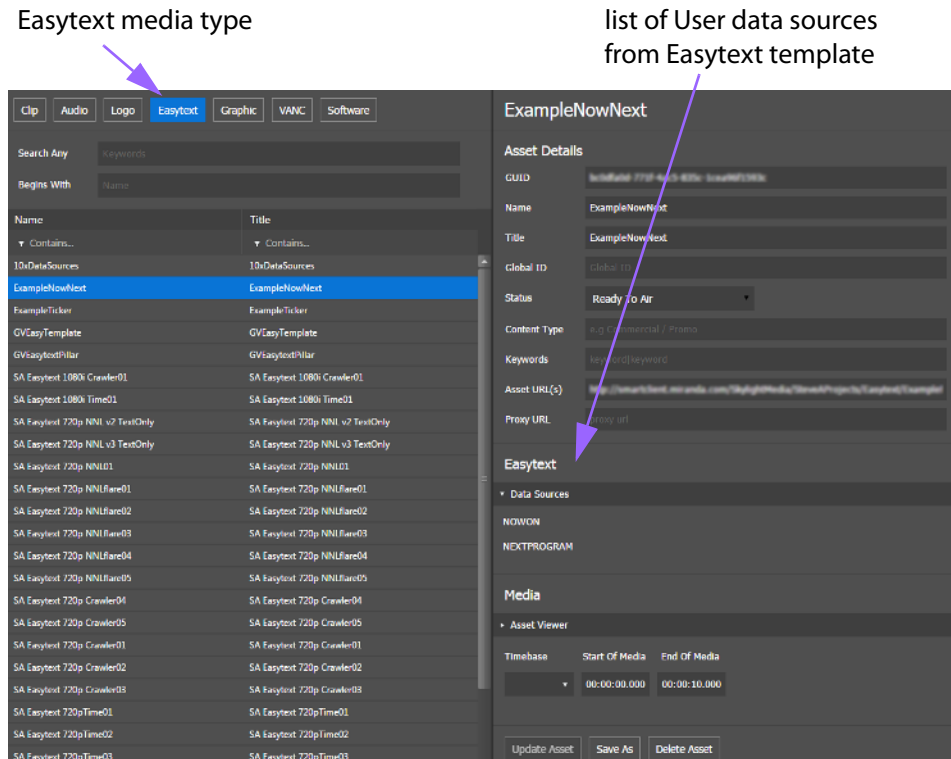 Easytext media type
list of User data sources
from Easytext template
Clip Audio Logo Easytext Graphic VANC Software
Search Any Keywords
Begins With Name
Name Title
Contains... Contains...
10xDataSources 10xDataSources
ExampleNowNext ExampleNowNext
ExampleTicker ExampleTicker
GVEasyTemplate GVEasyTemplate
GVEasytextPillar GVEasytextPillar
SA Easytext 1080i Crawler01 SA Easytext 1080i Crawler01
SA Easytext 1080i Time01 SA Easytext 1080i Time01
SA Easytext 720p NNL v2 TextOnly SA Easytext 720p NNL v2 TextOnly
SA Easytext 720p NNL v3 TextOnly SA Easytext 720p NNL v3 TextOnly
SA Easytext 720p NNL01 SA Easytext 720p NNL01
SA Easytext 720p NNLflare01 SA Easytext 720p NNLflare01
SA Easytext 720p NNLflare02 SA Easytext 720p NNLflare02
SA Easytext 720p NNLflare03 SA Easytext 720p NNLflare03
SA Easytext 720p NNLflare04 SA Easytext 720p NNLflare04
SA Easytext 720p NNLflare05 SA Easytext 720p NNLflare05
SA Easytext 720p Crawler04 SA Easytext 720p Crawler04
SA Easytext 720p Crawler05 SA Easytext 720p Crawler05
SA Easytext 720p Crawler01 SA Easytext 720p Crawler01
SA Easytext 720p Crawler02 SA Easytext 720p Crawler02
SA Easytext 720p Crawler03 SA Easytext 720p Crawler03
SA Easytext 720pTime01 SA Easytext 720pTime01
SA Easytext 720pTime02 SA Easytext 720pTime02
SA Easytext 720pTime03 SA Easytext 720pTime03
ExampleNowNext
Asset Details
GUID
Name ExampleNowNext
Title ExampleNowNext
Global ID Global ID
Status Ready To Air
Content Type e.g Commercial / Promo
Keywords keyword|keyword
Asset URL(s)
Proxy URL proxy url
Easytext
Data Sources
NOWON
NEXTPROGRAM
Media
Asset Viewer
Timebase Start Of Media End Of Media
00:00:00.000 00:00:10.000
Update Asset Save As Delete Asset